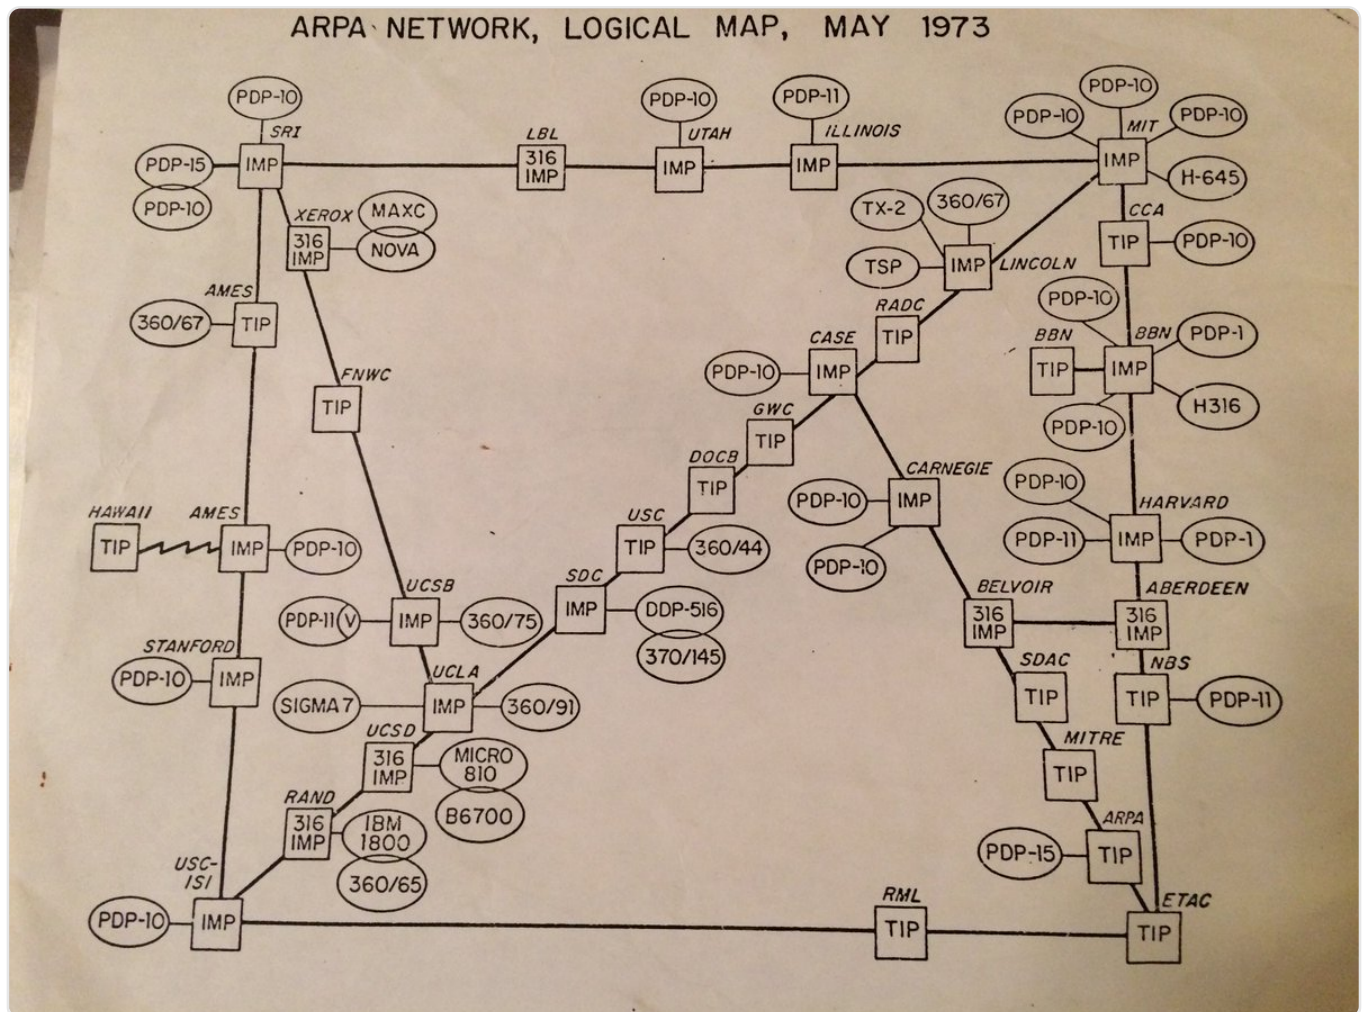 ARPA NETWORK, LOGICAL MAP, MAY 1973
PDP-10
SRI
PDP-15
IMP
PDP-10
LBL
316
IMP
PDP-10
UTAH
IMP
PDP-11
ILLINOIS
IMP
PDP-10
PDP-10
PDP-10
MIT
IMP
H-645
XEROX
316
IMP
MAXC
NOVA
TX-2
360/67
TSP
IMP
LINCOLN
CCA
TIP
PDP-10
AMES
360/67
TIP
RADC
TIP
PDP-10
BBN
TIP
BBN
IMP
PDP-1
PDP-10
H316
CASE
PDP-10
IMP
FNWC
TIP
GWC
TIP
DOCB
TIP
CARNEGIE
PDP-10
IMP
PDP-10
PDP-10
HARVARD
PDP-11
IMP
PDP-1
HAWAII
TIP
AMES
IMP
PDP-10
USC
TIP
360/44
SDC
IMP
DDP-516
370/145
UCSB
PDP-11 V
IMP
360/75
BELVOIR
316
IMP
ABERDEEN
316
IMP
STANFORD
PDP-10
IMP
UCLA
SIGMA 7
IMP
360/91
SDAC
TIP
NBS
TIP
PDP-11
UCSD
316
IMP
MICRO
810
B6700
MITRE
TIP
RAND
316
IMP
IBM
1800
360/65
ARPA
PDP-15
TIP
USC-
ISI
PDP-10
IMP
RML
TIP
ETAC
TIP